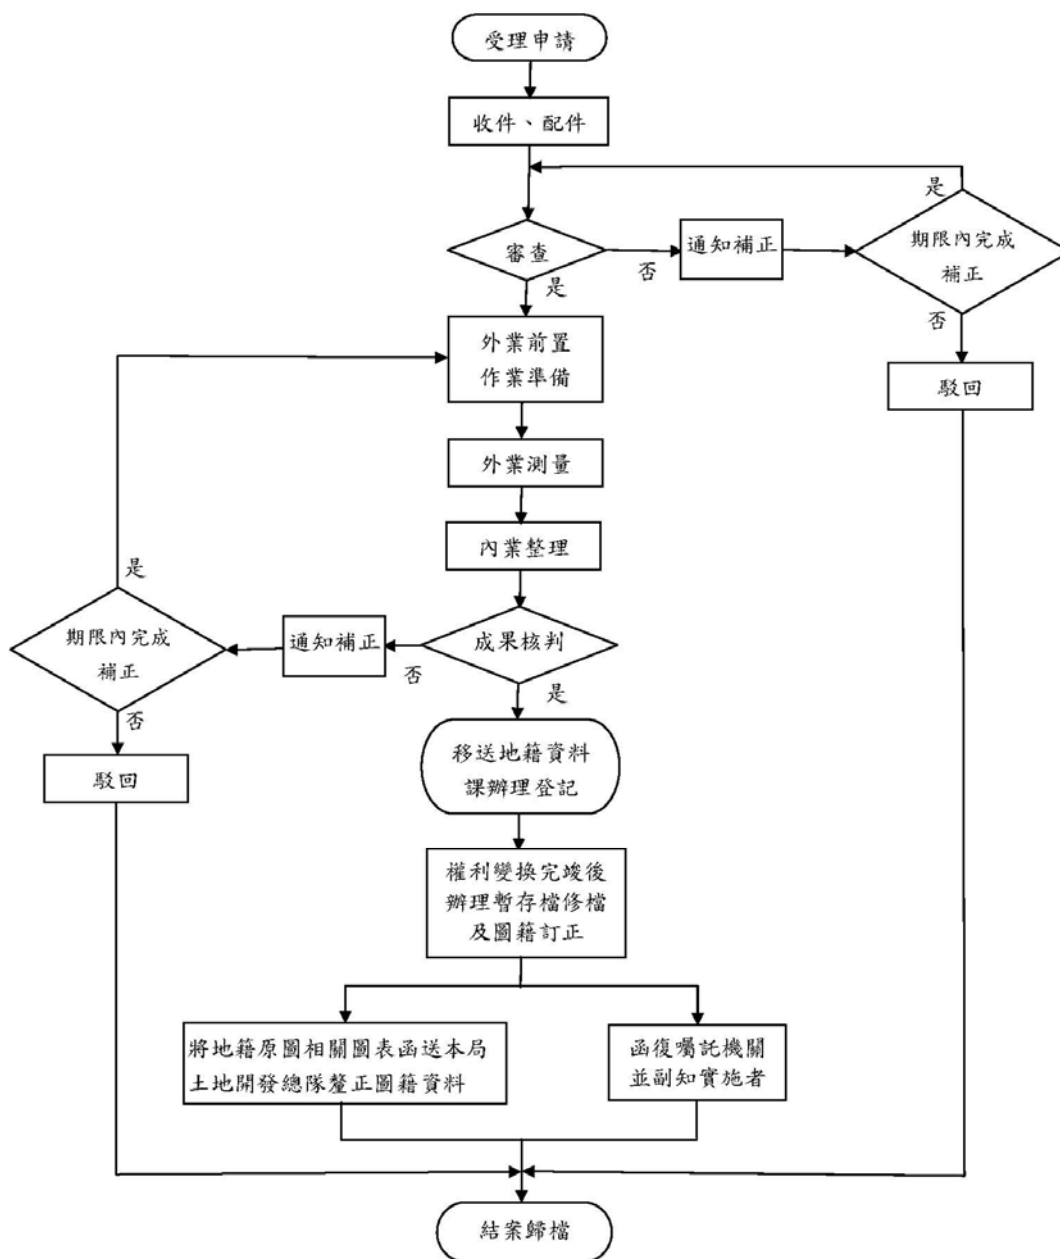 受理申請
收件、配件
是
審查
否
通知補正
期限內完成
補正
是
否
外業前置
作業準備
駁回
外業測量
內業整理
是
期限內完成
補正
通知補正
否
成果核判
是
否
移送地籍資料
課辦理登記
駁回
權利變換完竣後
辦理暫存檔修檔
及圖籍訂正
將地籍原圖相關圖表函送本局
土地開發總隊釐正圖籍資料
函復囑託機關
並副知實施者
結案歸檔